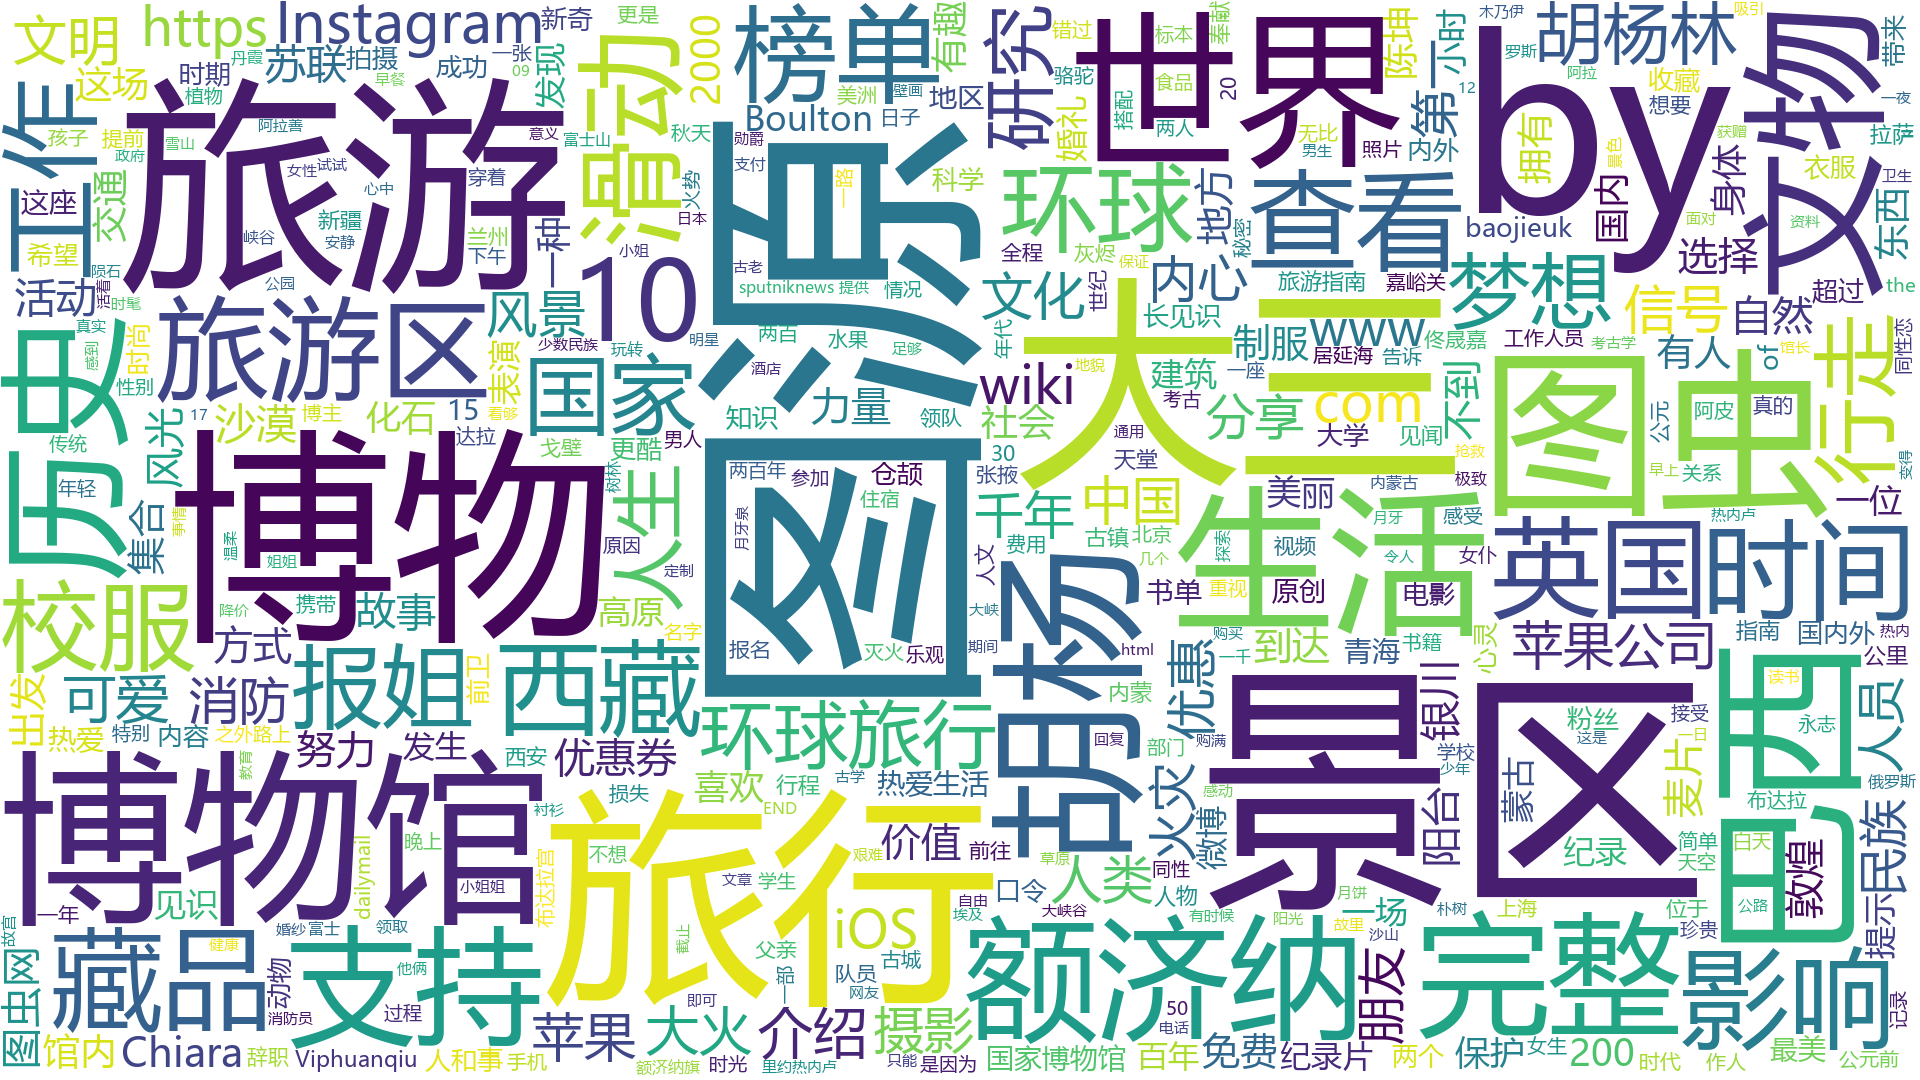 文明
https
Instagram
新奇
更是
2000
榜单
有趣
研究
错过
世界
标本
奉献
陈坤
小时
木乃伊
罗斯
by
胡杨林
吸引
带来
文物
这场
时期
苏联
拍摄
成功
一张
09
发现
滑动
美洲
壁画
地区
骆驼
食品
20
第一
12
阿拉
收藏
想要
一夜
工作
植物
丹霞
早餐
旅游
Boulton
日子
婚礼
搭配
两人
无比
男生
照片
内外
拥有
获赠
拉萨
孩子
提前
政府
雪山
阿拉善
意义
富士山
秋天
勋爵
支付
一路
科学
环球
地方
查看
国内
身体
景色
衣服
卫生
这座
交通
女性
试试
心中
穿着
火势
日本
澳
秘密
baojieuk
面对
资料
东西
希望
新疆
安静
峡谷
兰州
下午
一种
小姐
古老
全程
灰烬
保证
内心
旅游指南
嘉峪关
梦想
选择
陨石
活动
活着
时髦
公园
风景
10
sputniknews
提供
情况
文化
世纪
长见识
信号
自然
超过
the
历史
真实
感到
性别
时尚
旅游区
少数民族
玩转
明星
两百
水果
足够
年代
大
三
制服
www
居延海
告诉
佟晟嘉
工作人员
考古学
有人
of
馆长
行走
同性恋
表演
国家
酒店
wiki
地貌
建筑
一座
考古
二
com
不到
图虫
公元
阿皮
真的
传统
风光
17
沙漠
博主
化石
15
达拉
看够
戈壁
更酷
男人
知识
力量
领队
社会
分享
大学
见闻
抢救
早上
关系
变得
年轻
博物
人生
树林
两百年
参加
仓颉
30
张掖
天堂
通用
中国
美丽
内蒙古
极致
一位
集合
事情
温柔
姐姐
原因
月牙泉
住宿
千年
费用
古镇
北京
几个
生活
探索
视频
月牙
令人
感受
女仆
热内卢
英国
时间
校服
降价
携带
故事
高原
定制
名字
冬
人文
大峡
胡杨
书单
重视
原创
电影
方式
报姐
西藏
报名
灭火
乐观
期间
html
购买
一千
到达
青海
书籍
心灵
苹果公司
指南
国内外
热内
公里
出发
可爱
消防
前卫
环球旅行
内蒙
优惠
景区
银川
粉丝
接受
这是
读书
一日
永志
西
巴
人员
热爱
特别
内容
之外路上
努力
发生
西安
优惠券
回复
购满
部门
学校
少年
蒙古
麦片
布达拉
俄罗斯
教育
损失
衬衫
喜欢
行程
END
古学
热爱生活
火灾
感动
阳台
纪录
简单
天空
白天
敦煌
民族
博物馆
见识
晚上
dailymail
小姐姐
布达拉宫
旅行
不想
艰难
价值
前往
草原
微博
同性
月饼
一年
文章
学生
自由
口令
人类
人物
一场
朴树
上海
位于
公路
珍贵
提示
故宫
藏品
健康
婚纱
富士
领取
支持
他俩
截止
父亲
iOS
埃及
大峡谷
有时候
阳光
故里
沙山
额济纳
朋友
完整
影响
图虫网
动物
消防员
过程
一部
队员
网友
古城
即可
50
电话
记录
馆内
Chiara
辞职
Viphuanqiu
人和事
手机
苹果
大火
额济纳旗
时光
介绍
里约热内卢
摄影
只能
是因为
国家博物馆
百年
免费
纪录片
两个
保护
女生
200
时代
作人
最美
公元前